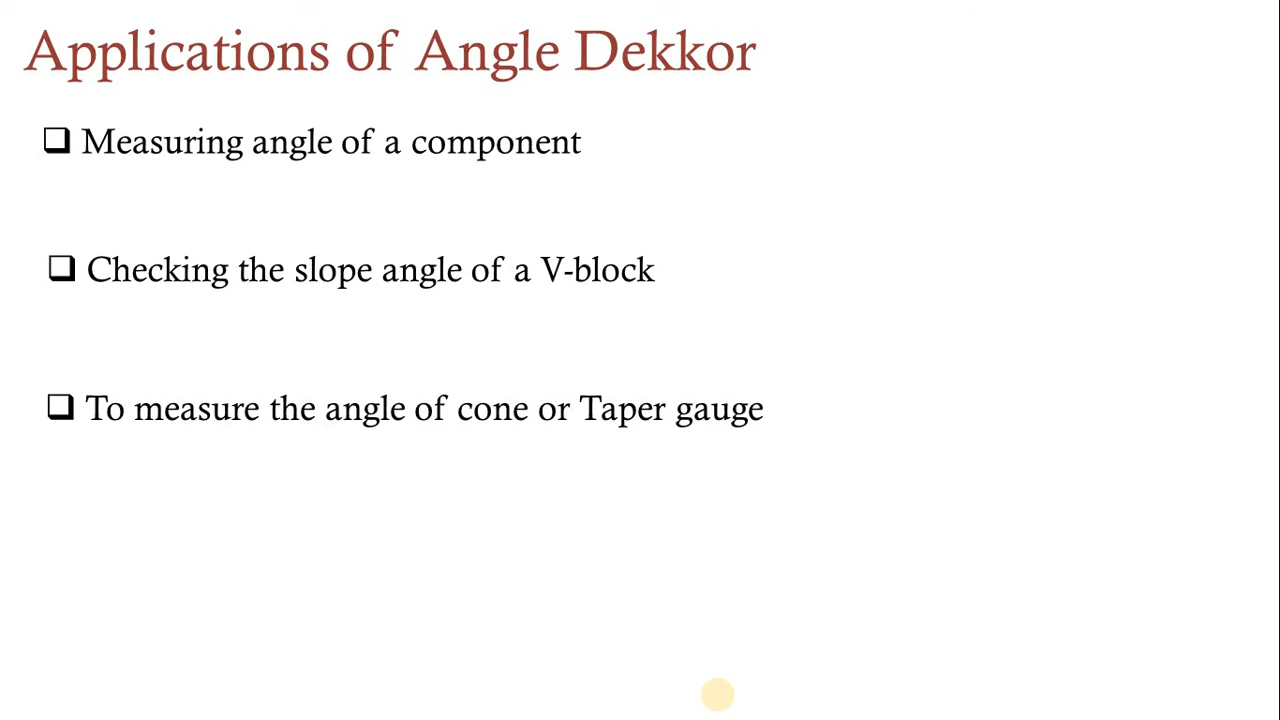 Applications of Angle Dekkor
❑ Measuring angle of a component
❑ Checking the slope angle of a V-block
❑ To measure the angle of cone or Taper gauge